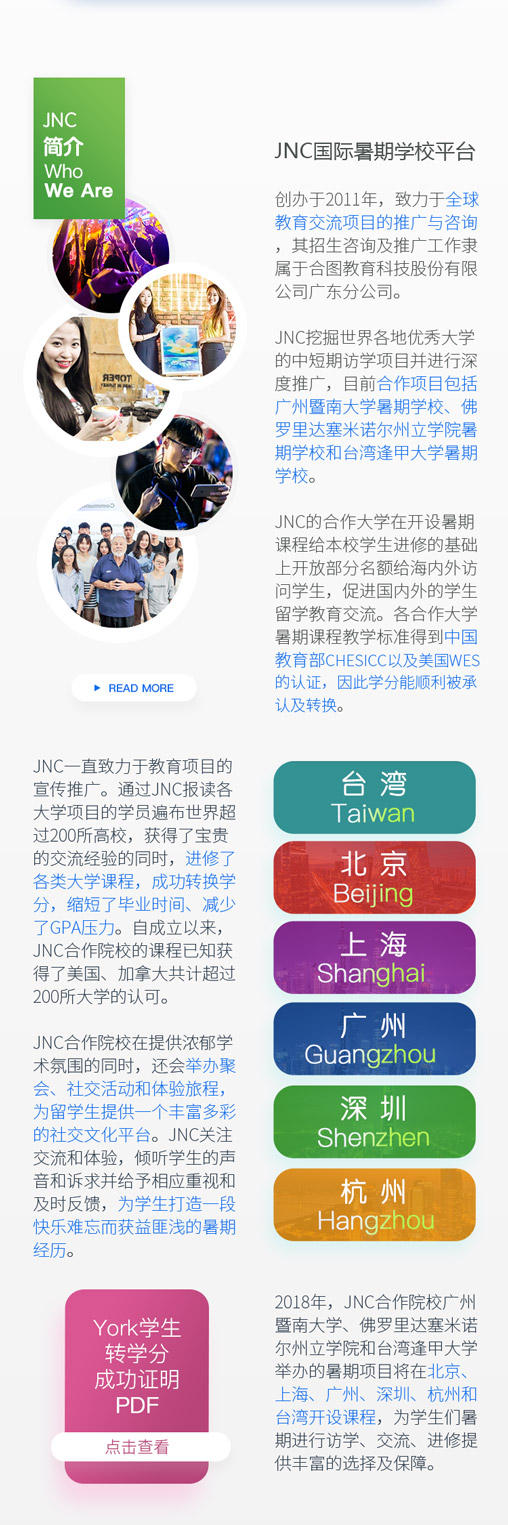 JNC
简介
Who
We Are
TOPER
READ MORE
JNC国际暑期学校平台
创办于2011年，致力于全球
教育交流项目的推广与咨询
，其招生咨询及推广工作隶
属于合图教育科技股份有限
公司广东分公司。
JNC挖掘世界各地优秀大学
的中短期访学项目并进行深
度推广，目前合作项目包括
广州暨南大学暑期学校、佛
罗里达塞米诺尔州立学院暑
期学校和台湾逢甲大学暑期
学校。
JNC的合作大学在开设暑期
课程给本校学生进修的基础
上开放部分名额给海内外访
问学生，促进国内外的学生
留学教育交流。各合作大学
暑期课程教学标准得到中国
教育部CHESICC以及美国WES
的认证，因此学分能顺利被承
认及转换。
JNC一直致力于教育项目的
宣传推广。通过JNC报读各
大学项目的学员遍布世界超
过200所高校，获得了宝贵
的交流经验的同时，进修了
各类大学课程，成功转换学
分，缩短了毕业时间、减少
了GPA压力。自成立以来，
JNC合作院校的课程已知获
得了美国、加拿大共计超过
200所大学的认可。
JNC合作院校在提供浓郁学
术氛围的同时，还会举办聚
会、社交活动和体验旅程，
为留学生提供一个丰富多彩
的社交文化平台。JNC关注
交流和体验，倾听学生的声
音和诉求并给予相应重视和
及时反馈，为学生打造一段
快乐难忘而获益匪浅的暑期
经历。
台湾
Taiwan
北京
Beijing
上海
Shanghai
广州
Guangzhou
深圳
Shenzhen
杭州
Hangzhou
York学生
转学分
成功证明
PDF
点击查看
2018年，JNC合作院校广州
暨南大学、佛罗里达塞米诺
尔州立学院和台湾逢甲大学
举办的暑期项目将在北京、
上海、广州、深圳、杭州和
台湾开设课程，为学生们暑
期进行访学、交流、进修提
供丰富的选择及保障。